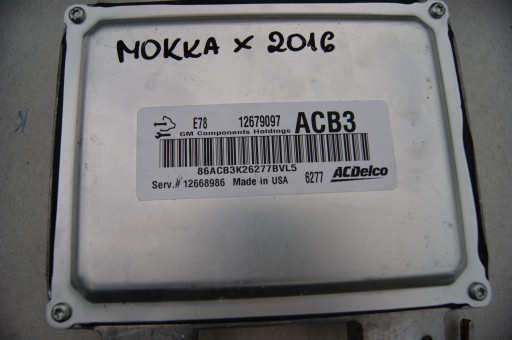 MOKKA X 2016
E78 12679097 ACB3
GM Components Holdings
86ACB3K26277BVL5
Serv.# 12668986 Made in USA 6277 ACDelco